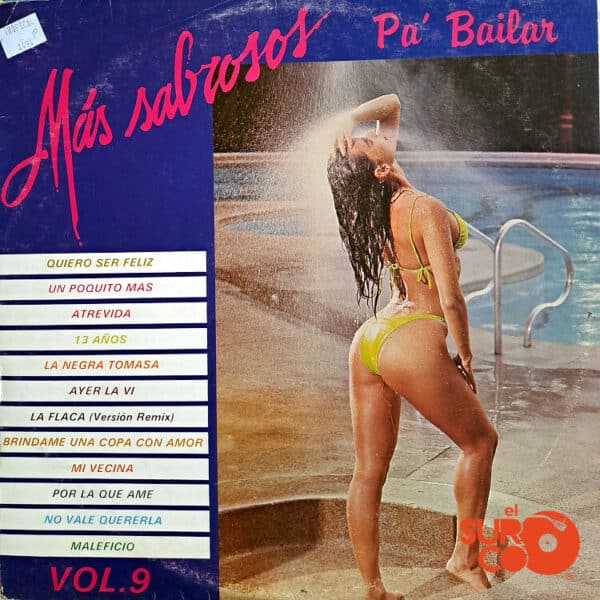 TROPICAL
P
Más sabrosos
Pa' Bailar
QUIERO SER FELIZ
UN POQUITO MAS
ATREVIDA
13 AÑOS
LA NEGRA TOMASA
AYER LA VI
LA FLACA (Versión Remix)
BRINDAME UNA COPA CON AMOR
MI VECINA
POR LA QUE AME
NO VALE QUERERLA
MALEFICIO
VOL.9
el
SURCO